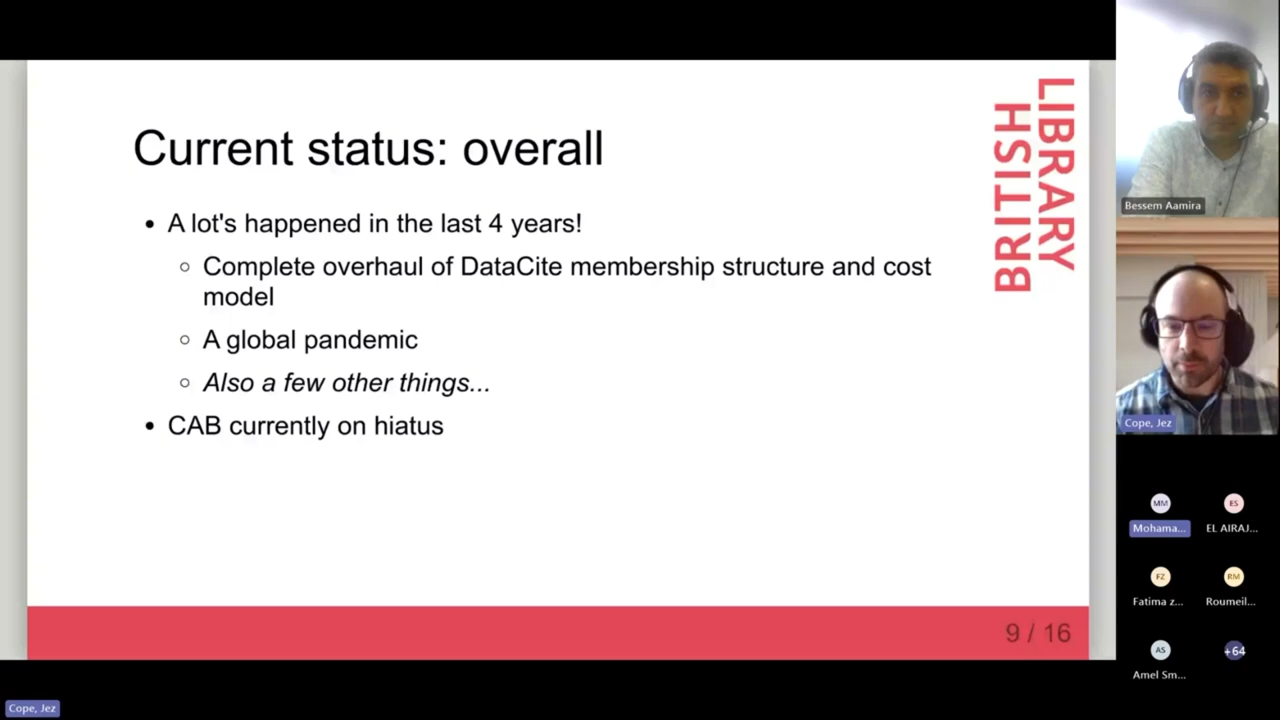 Current status: overall
BRITISH
LIBRARY
• A lot's happened in the last 4 years!
○ Complete overhaul of DataCite membership structure and cost
model
○ A global pandemic
○ Also a few other things...
• CAB currently on hiatus
9 / 16
Bessem Aamira
Cope, Jez
MM
ES
Mohama...
EL AIRAJ...
FZ
RM
Fatima z...
Roumeil...
AS
+64
Amel Sm...
Cope, Jez